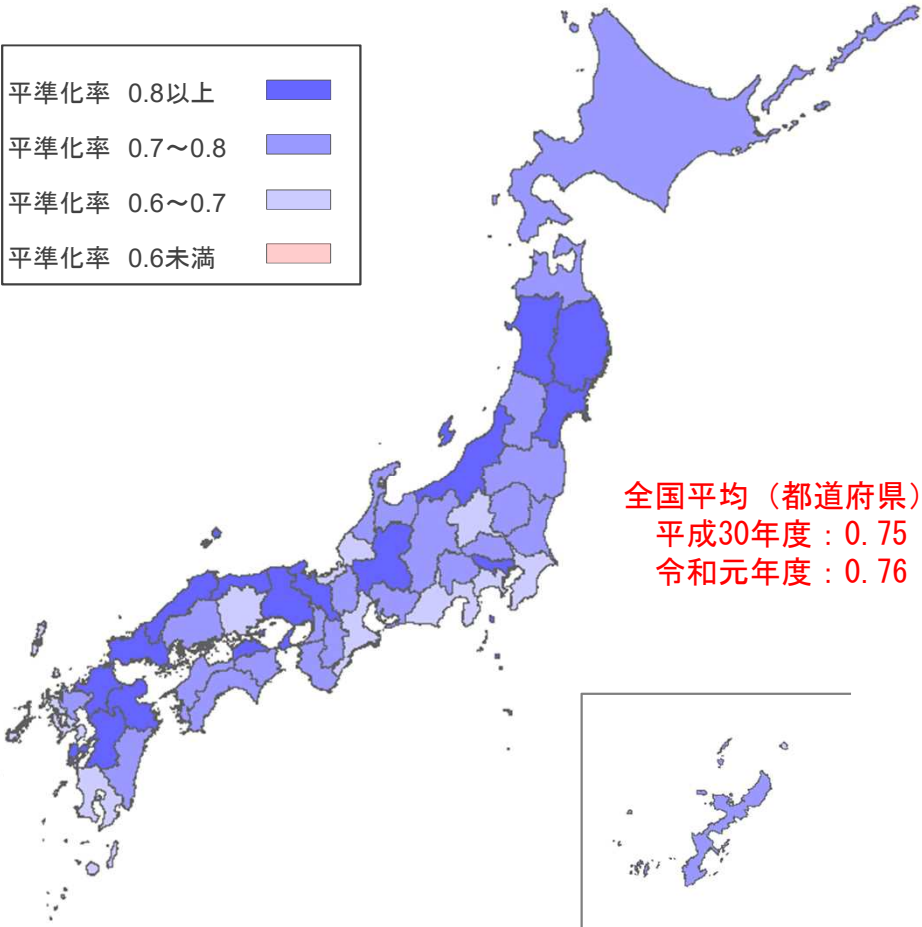 平準化率 0.8以上
平準化率 0.7～0.8
平準化率 0.6～0.7
平準化率 0.6未満
全国平均（都道府県）
平成30年度：0.75
令和元年度：0.76